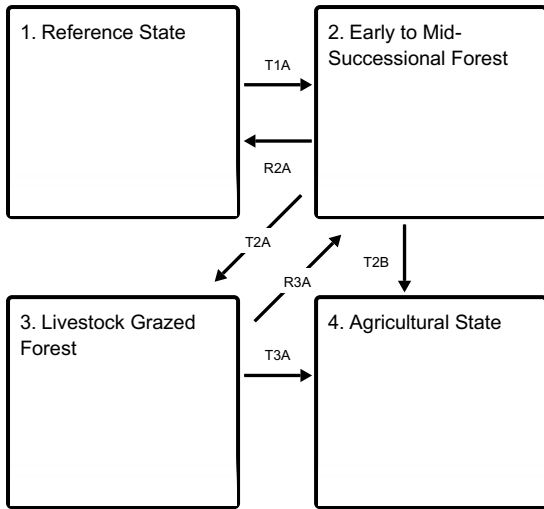 1. Reference State
2. Early to Mid-
Successional Forest
T1A
R2A
T2A
R3A
T2B
3. Livestock Grazed
Forest
4. Agricultural State
T3A